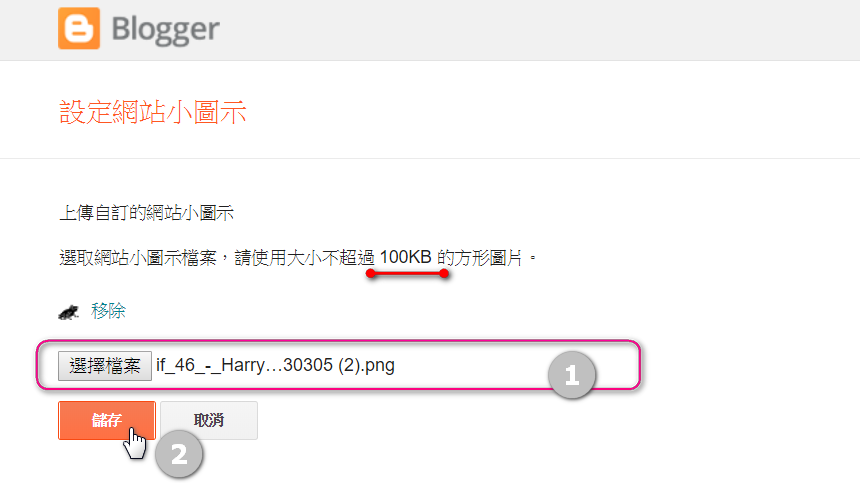 Blogger
設定網站小圖示
上傳自訂的網站小圖示
選取網站小圖示檔案，請使用大小不超過 100KB 的方形圖片。
移除
選擇檔案 if_46_-_Harry…30305 (2).png
1
儲存 取消
2